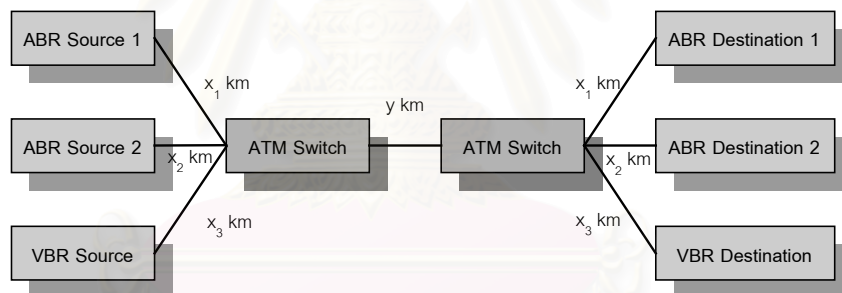 ABR Source 1
ABR Destination 1
x₁ km
x₁ km
y km
ABR Source 2
x₂ km
ATM Switch
ATM Switch
x₂ km
ABR Destination 2
x₃ km
x₃ km
VBR Source
VBR Destination